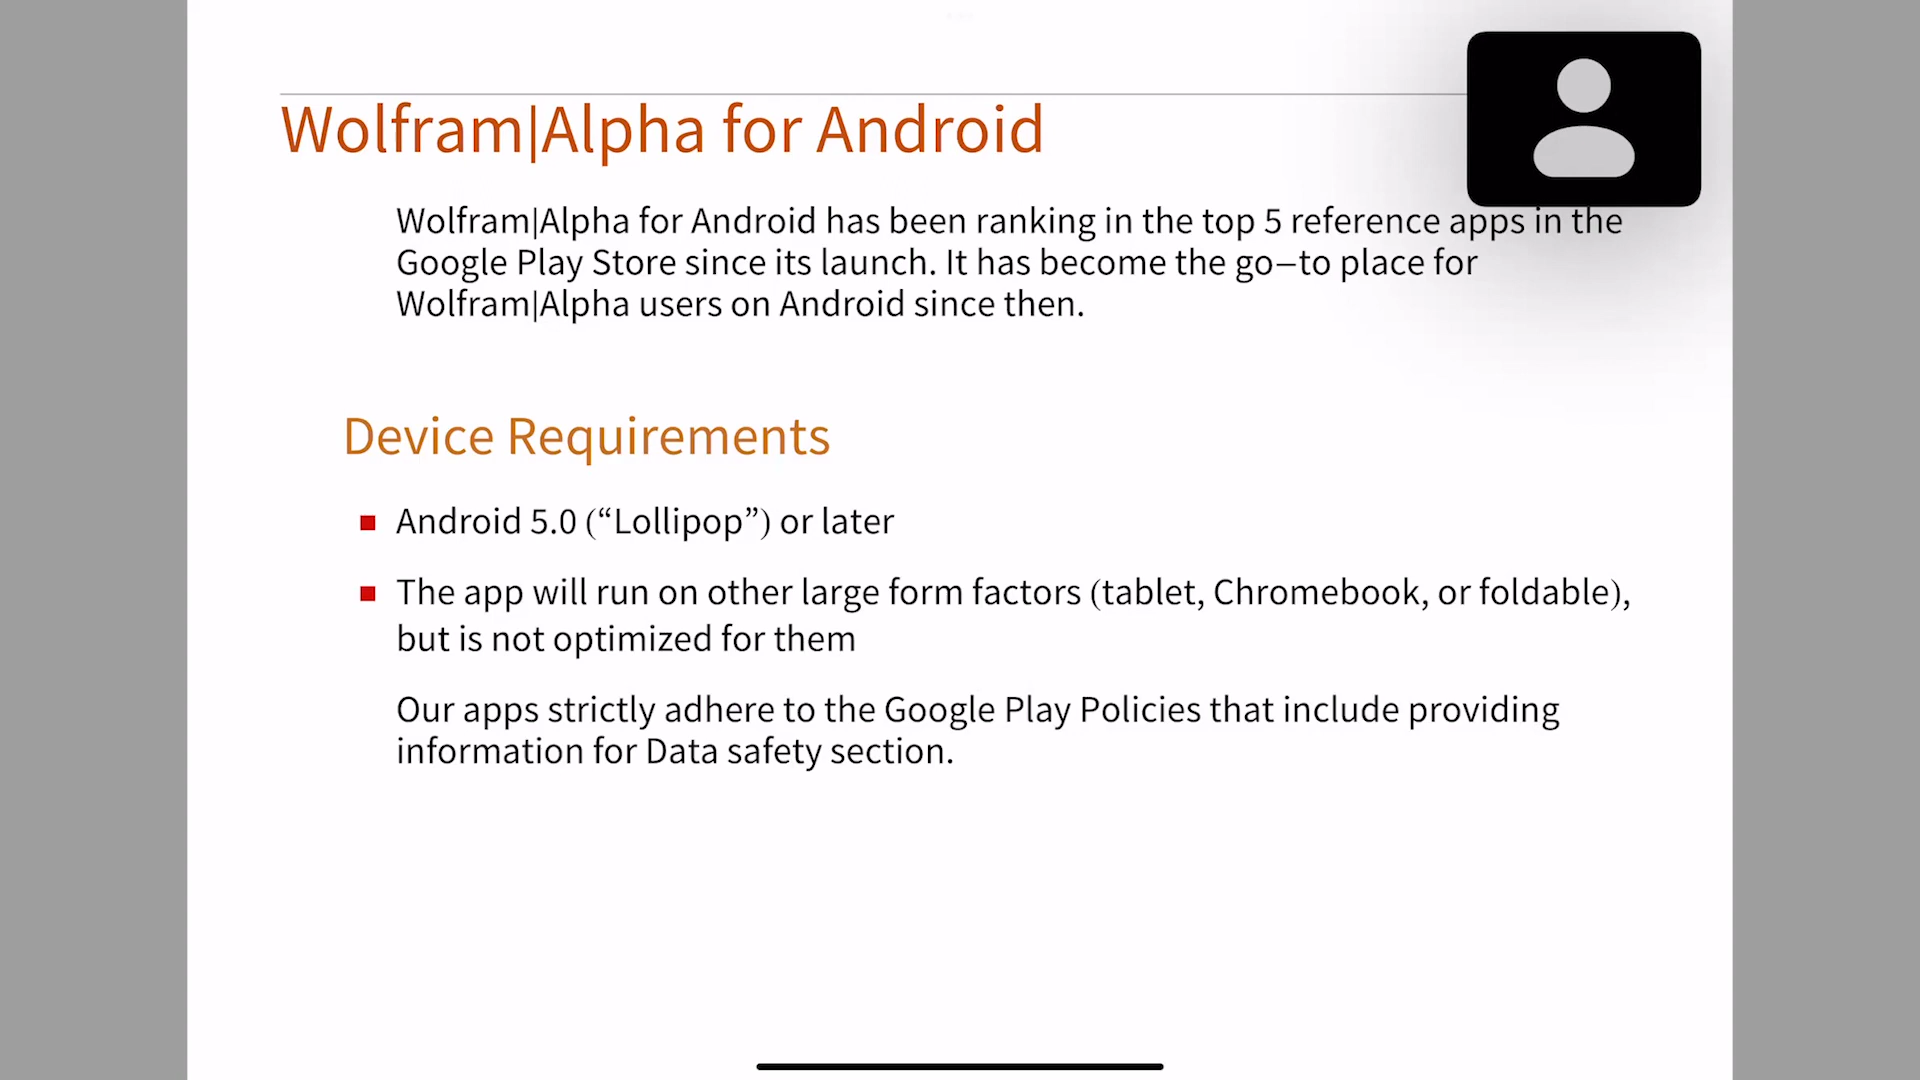 Wolfram|Alpha for Android
Wolfram|Alpha for Android has been ranking in the top 5 reference apps in the
Google Play Store since its launch. It has become the go–to place for
Wolfram|Alpha users on Android since then.
Device Requirements
Android 5.0 (“Lollipop”) or later
The app will run on other large form factors (tablet, Chromebook, or foldable),
but is not optimized for them
Our apps strictly adhere to the Google Play Policies that include providing
information for Data safety section.